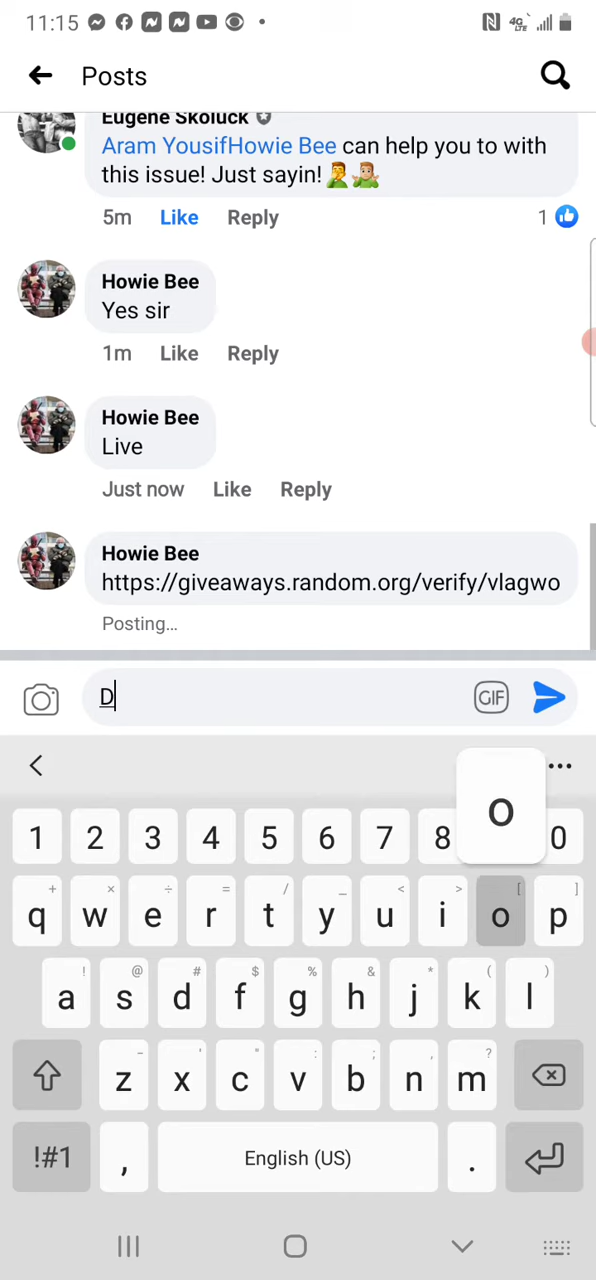 11:15
4G LTE
Posts
Eugene Skoluck
Aram YousifHowie Bee can help you to with
this issue! Just sayin!🤦‍♂️🤷🏼‍♂️
5m Like Reply 1
Howie Bee
Yes sir
1m Like Reply
Howie Bee
Live
Just now Like Reply
Howie Bee
https://giveaways.random.org/verify/vlagwo
Posting...
D
GIF
o
1 2 3 4 5 6 7 8 0
+ × ÷ = / _ < > [ ]
q w e r t y u i o p
! @ # $ % & * ( )
a s d f g h j k l
- ' " : ; , ?
z x c v b n m
!#1 , English (US) .